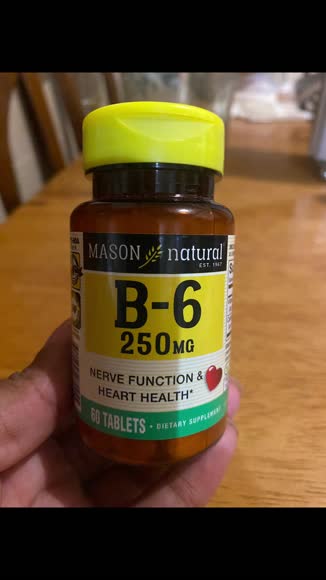 MASON natural
EST. 1967
B-6
250MG
NERVE FUNCTION &
HEART HEALTH*
60 TABLETS • DIETARY SUPPLEMENT